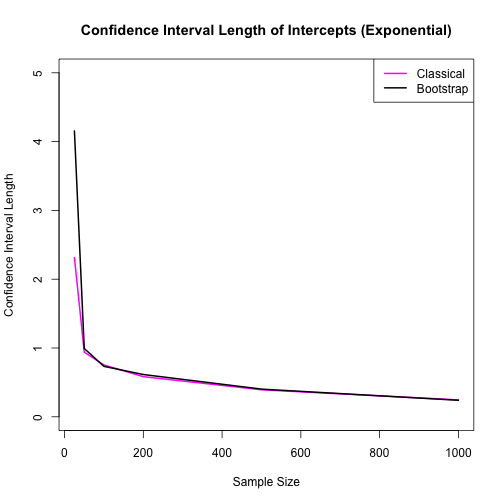 Confidence Interval Length of Intercepts (Exponential)
Classical
Bootstrap
Confidence Interval Length
5
4
3
2
1
0
0 200 400 600 800 1000
Sample Size